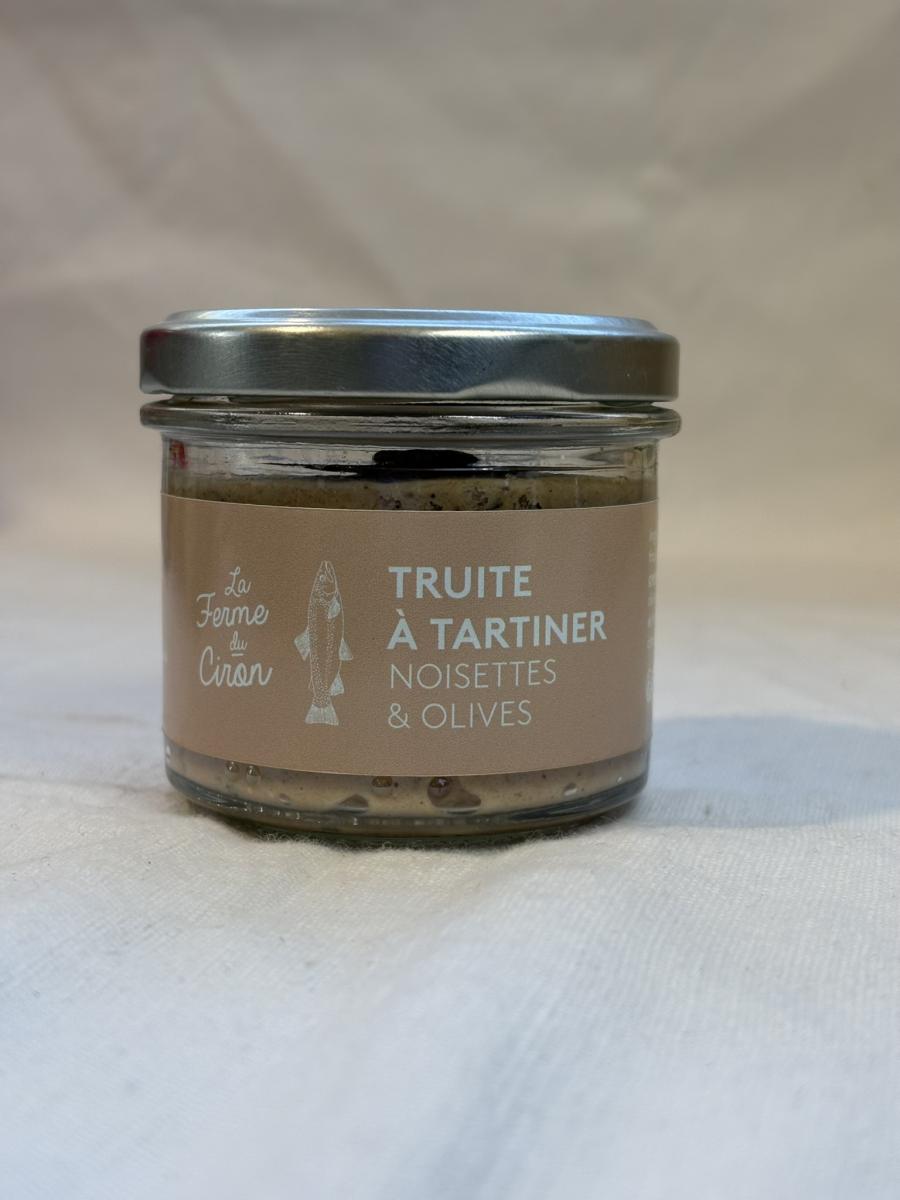 La
Ferme
du
Ciron
TRUITE
À TARTINER
NOISETTES
& OLIVES